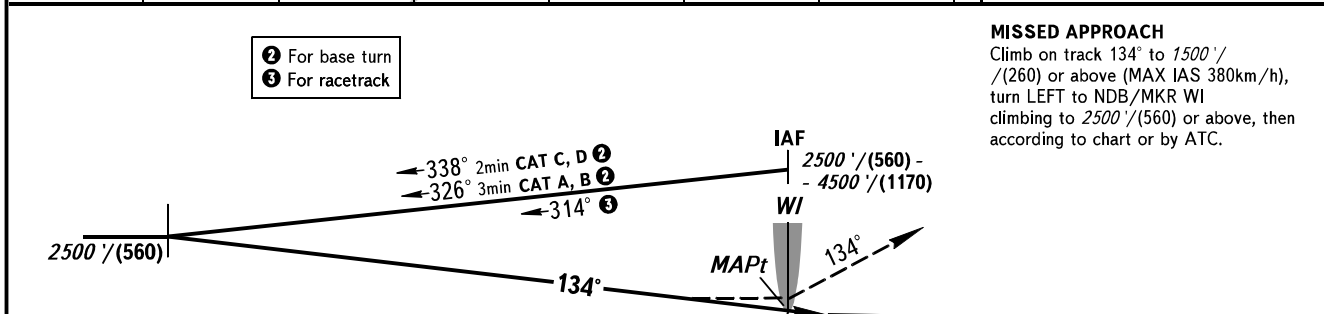 ❷ For base turn
❸ For racetrack
MISSED APPROACH
Climb on track 134° to 1500'/
/(260) or above (MAX IAS 380km/h),
turn LEFT to NDB/MKR WI
climbing to 2500'/(560) or above, then
according to chart or by ATC.
IAF
338° 2min CAT C, D ❷
326° 3min CAT A, B ❷
314° ❸
2500'/(560) -
- 4500'/(1170)
WI
2500'/(560)
MAPt
134°
134°